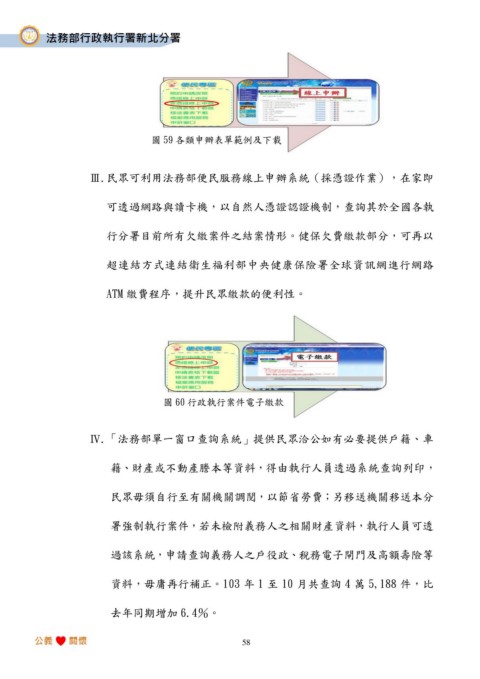 法務部行政執行署新北分署
便民專區
線上申辦
圖 59 各類申辦表單範例及下載
Ⅲ. 民眾可利用法務部便民服務線上申辦系統（採憑證作業），在家即
可透過網路與讀卡機，以自然人憑證認證機制，查詢其於全國各執
行分署目前所有欠繳案件之結案情形。健保欠費繳款部分，可再以
超連結方式連結衛生福利部中央健康保險署全球資訊網進行網路
ATM 繳費程序，提升民眾繳款的便利性。
便民專區
電子繳款
圖 60 行政執行案件電子繳款
Ⅳ.「法務部單一窗口查詢系統」提供民眾洽公如有必要提供戶籍、車
籍、財產或不動產謄本等資料，得由執行人員透過系統查詢列印，
民眾毋須自行至有關機關調閱，以節省勞費；另移送機關移送本分
署強制執行案件，若未檢附義務人之相關財產資料，執行人員可透
過該系統，申請查詢義務人之戶役政、稅務電子閘門及高額壽險等
資料，毋庸再行補正。103 年 1 至 10 月共查詢 4 萬 5,188 件，比
去年同期增加 6.4％。
公義 關懷
58